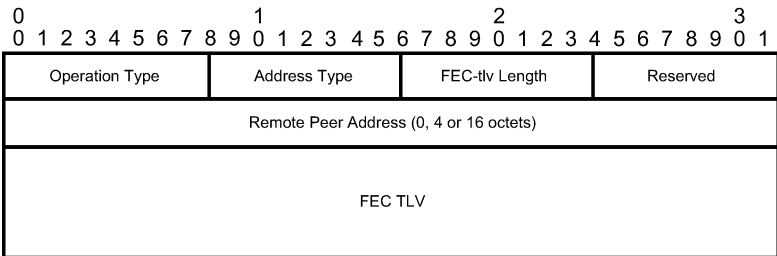 0 1 2 3
0 1 2 3 4 5 6 7 8 9 0 1 2 3 4 5 6 7 8 9 0 1 2 3 4 5 6 7 8 9 0 1
Operation Type Address Type FEC-tlv Length Reserved
Remote Peer Address (0, 4 or 16 octets)
FEC TLV